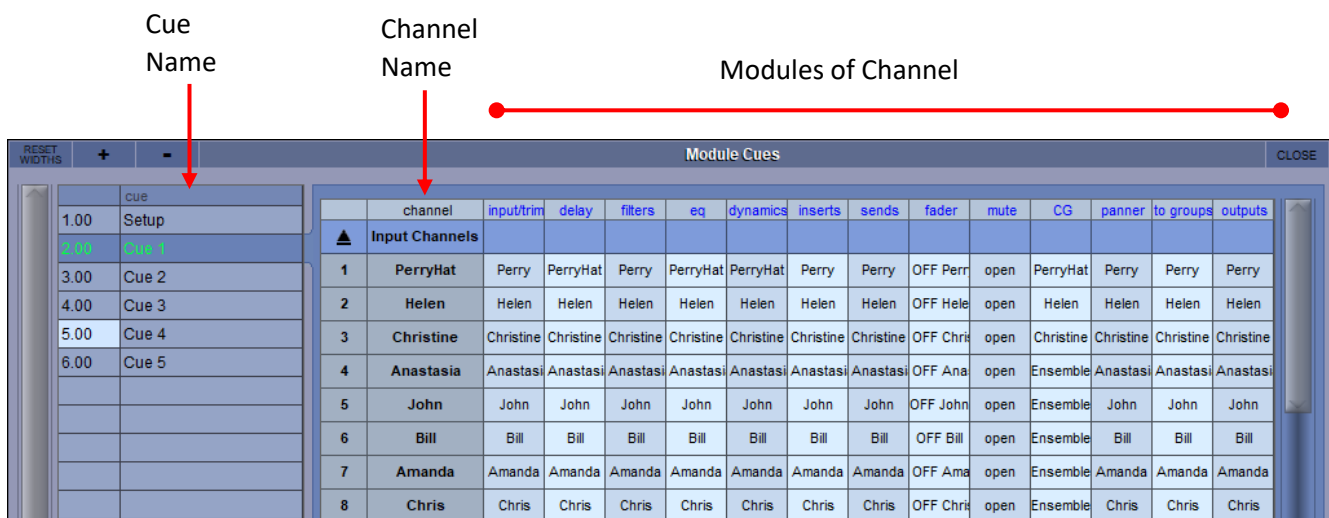 Cue
Name
Channel
Name
Modules of Channel
RESET
WIDTHS + - Module Cues CLOSE
cue
1.00 Setup
2.00 Cue 1
3.00 Cue 2
4.00 Cue 3
5.00 Cue 4
6.00 Cue 5
channel input/trim delay filters eq dynamics inserts sends fader mute CG panner to groups outputs
Input Channels
1 PerryHat Perry PerryHat Perry PerryHat PerryHat Perry Perry OFF Perr open PerryHat Perry Perry Perry
2 Helen Helen Helen Helen Helen Helen Helen Helen OFF Hele open Helen Helen Helen Helen
3 Christine Christine Christine Christine Christine Christine Christine Christine OFF Chris open Christine Christine Christine Christine
4 Anastasia Anastasi Anastasi Anastasi Anastasi Anastasi Anastasi Anastasi OFF Ana open Ensemble Anastasi Anastasi Anastasi
5 John John John John John John John John OFF John open Ensemble John John John
6 Bill Bill Bill Bill Bill Bill Bill Bill OFF Bill open Ensemble Bill Bill Bill
7 Amanda Amanda Amanda Amanda Amanda Amanda Amanda Amanda OFF Ama open Ensemble Amanda Amanda Amanda
8 Chris Chris Chris Chris Chris Chris Chris Chris OFF Chris open Ensemble Chris Chris Chris